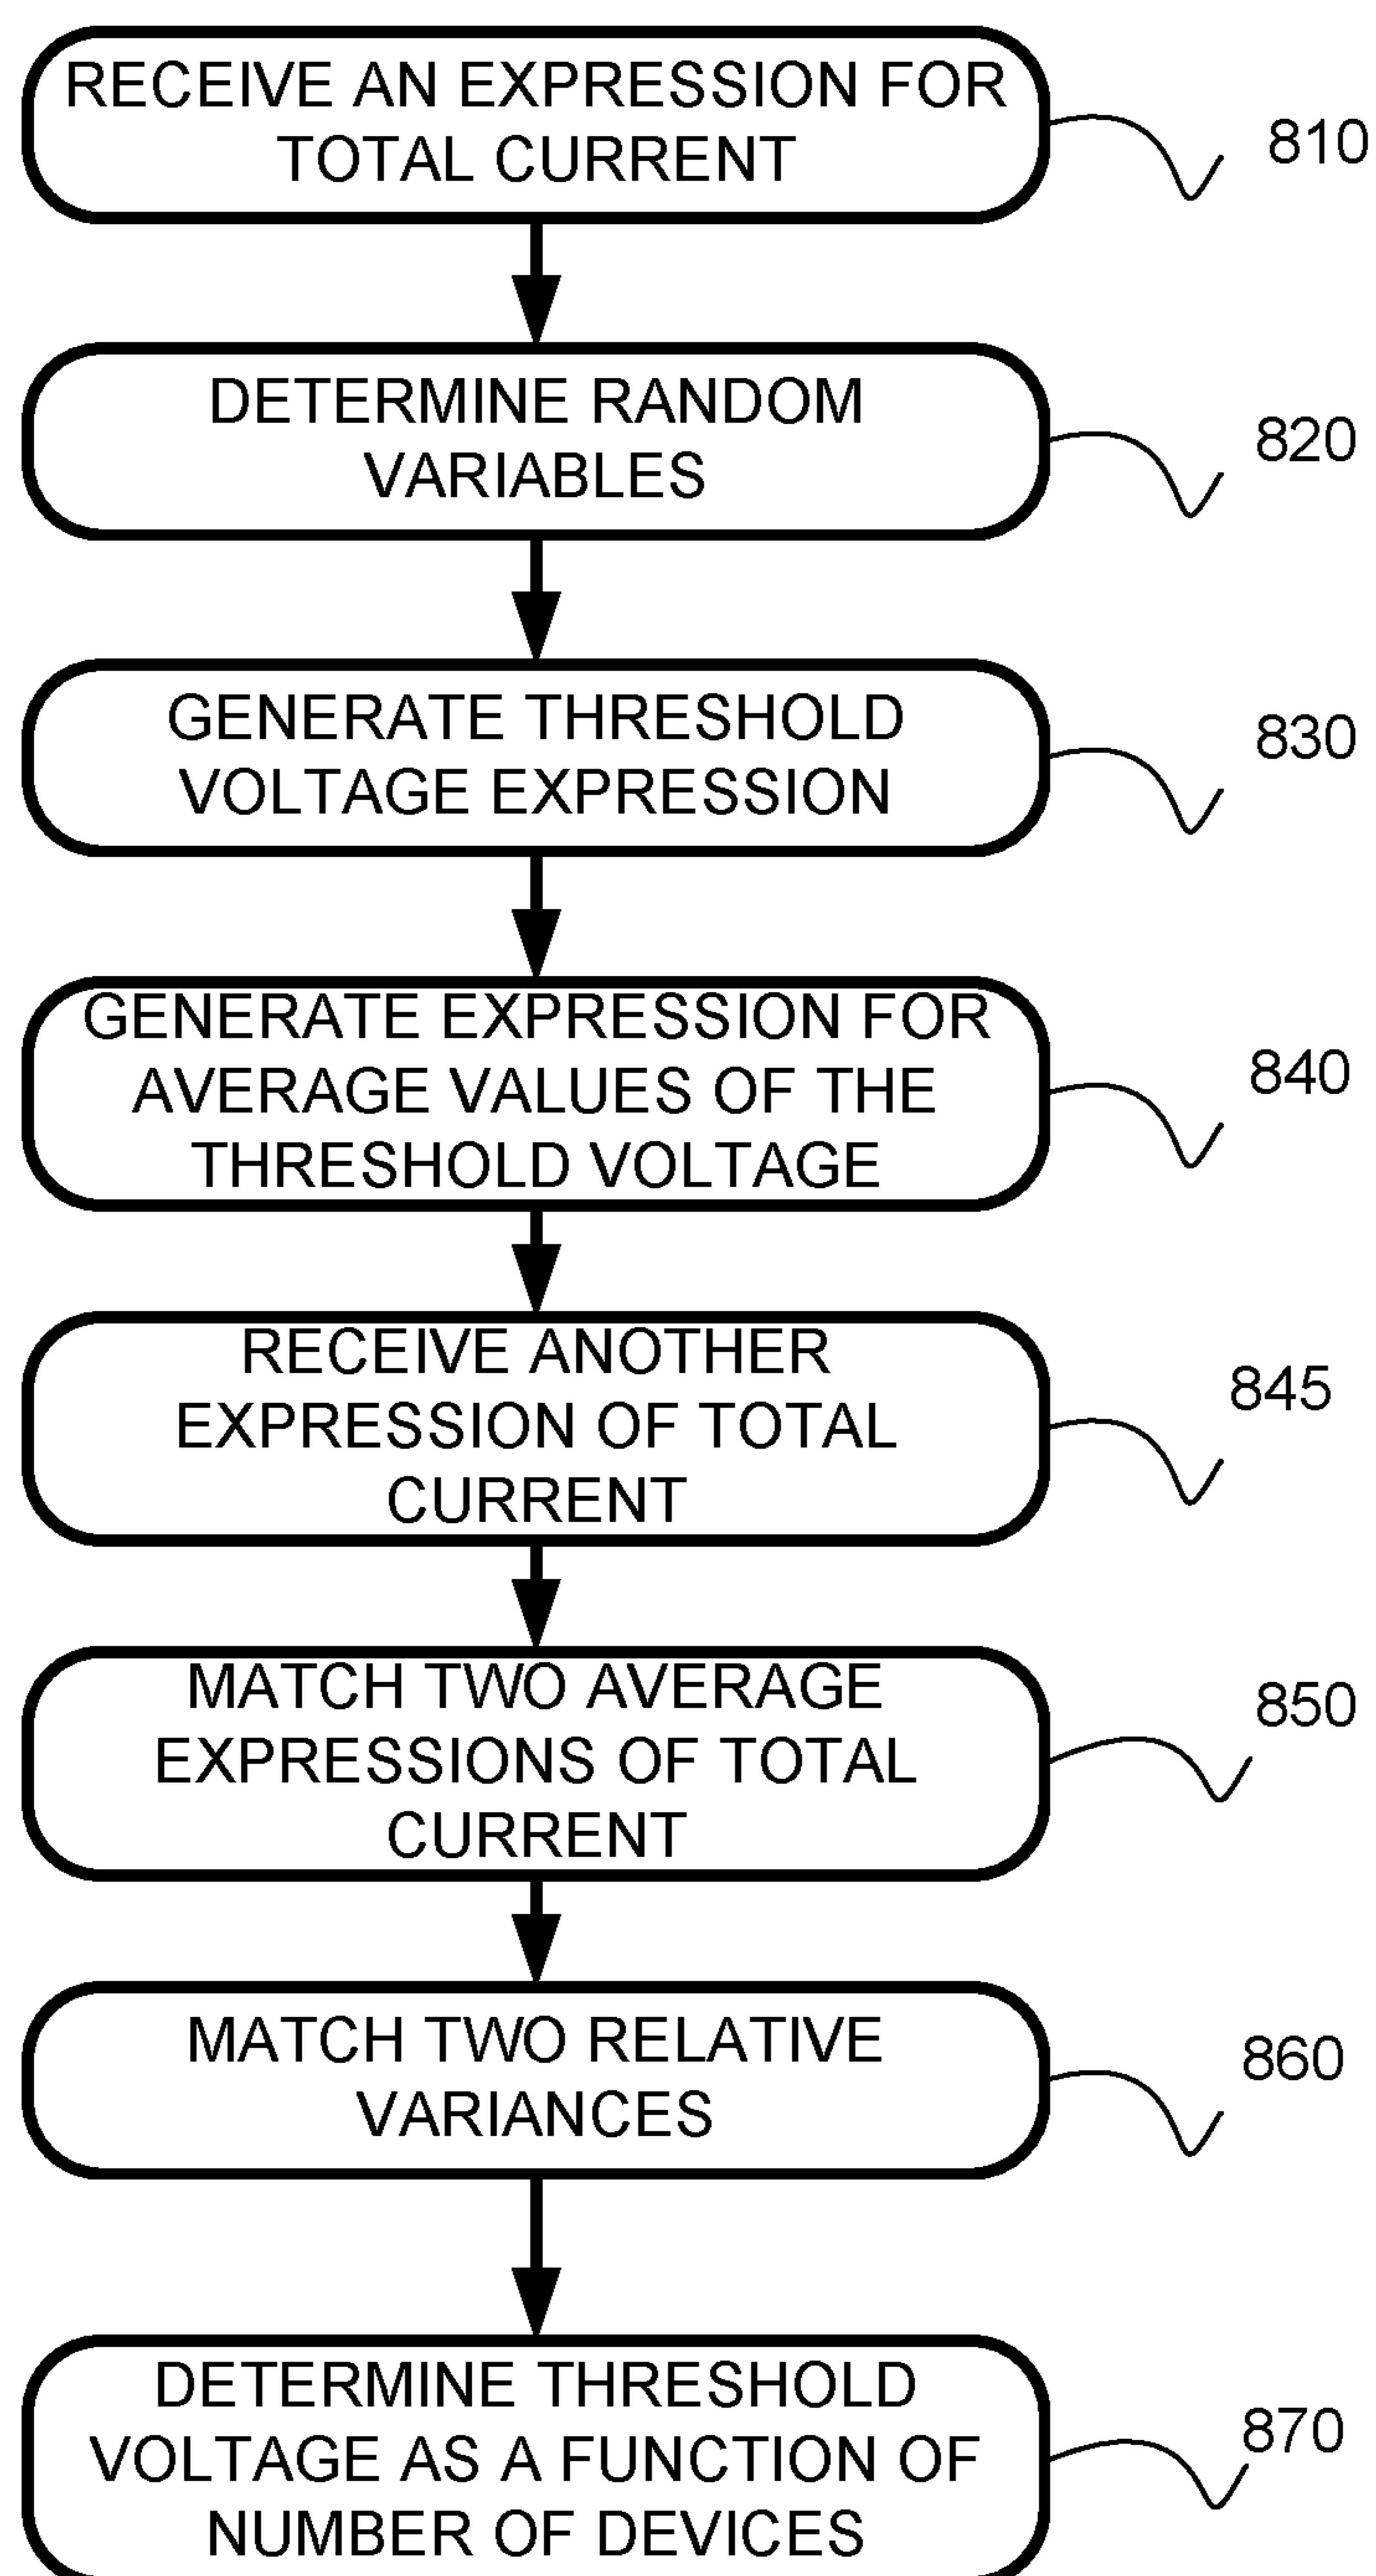 RECEIVE AN EXPRESSION FOR
TOTAL CURRENT
810
DETERMINE RANDOM
VARIABLES
820
GENERATE THRESHOLD
VOLTAGE EXPRESSION
830
GENERATE EXPRESSION FOR
AVERAGE VALUES OF THE
THRESHOLD VOLTAGE
840
RECEIVE ANOTHER
EXPRESSION OF TOTAL
CURRENT
845
MATCH TWO AVERAGE
EXPRESSIONS OF TOTAL
CURRENT
850
MATCH TWO RELATIVE
VARIANCES
860
DETERMINE THRESHOLD
VOLTAGE AS A FUNCTION OF
NUMBER OF DEVICES
870